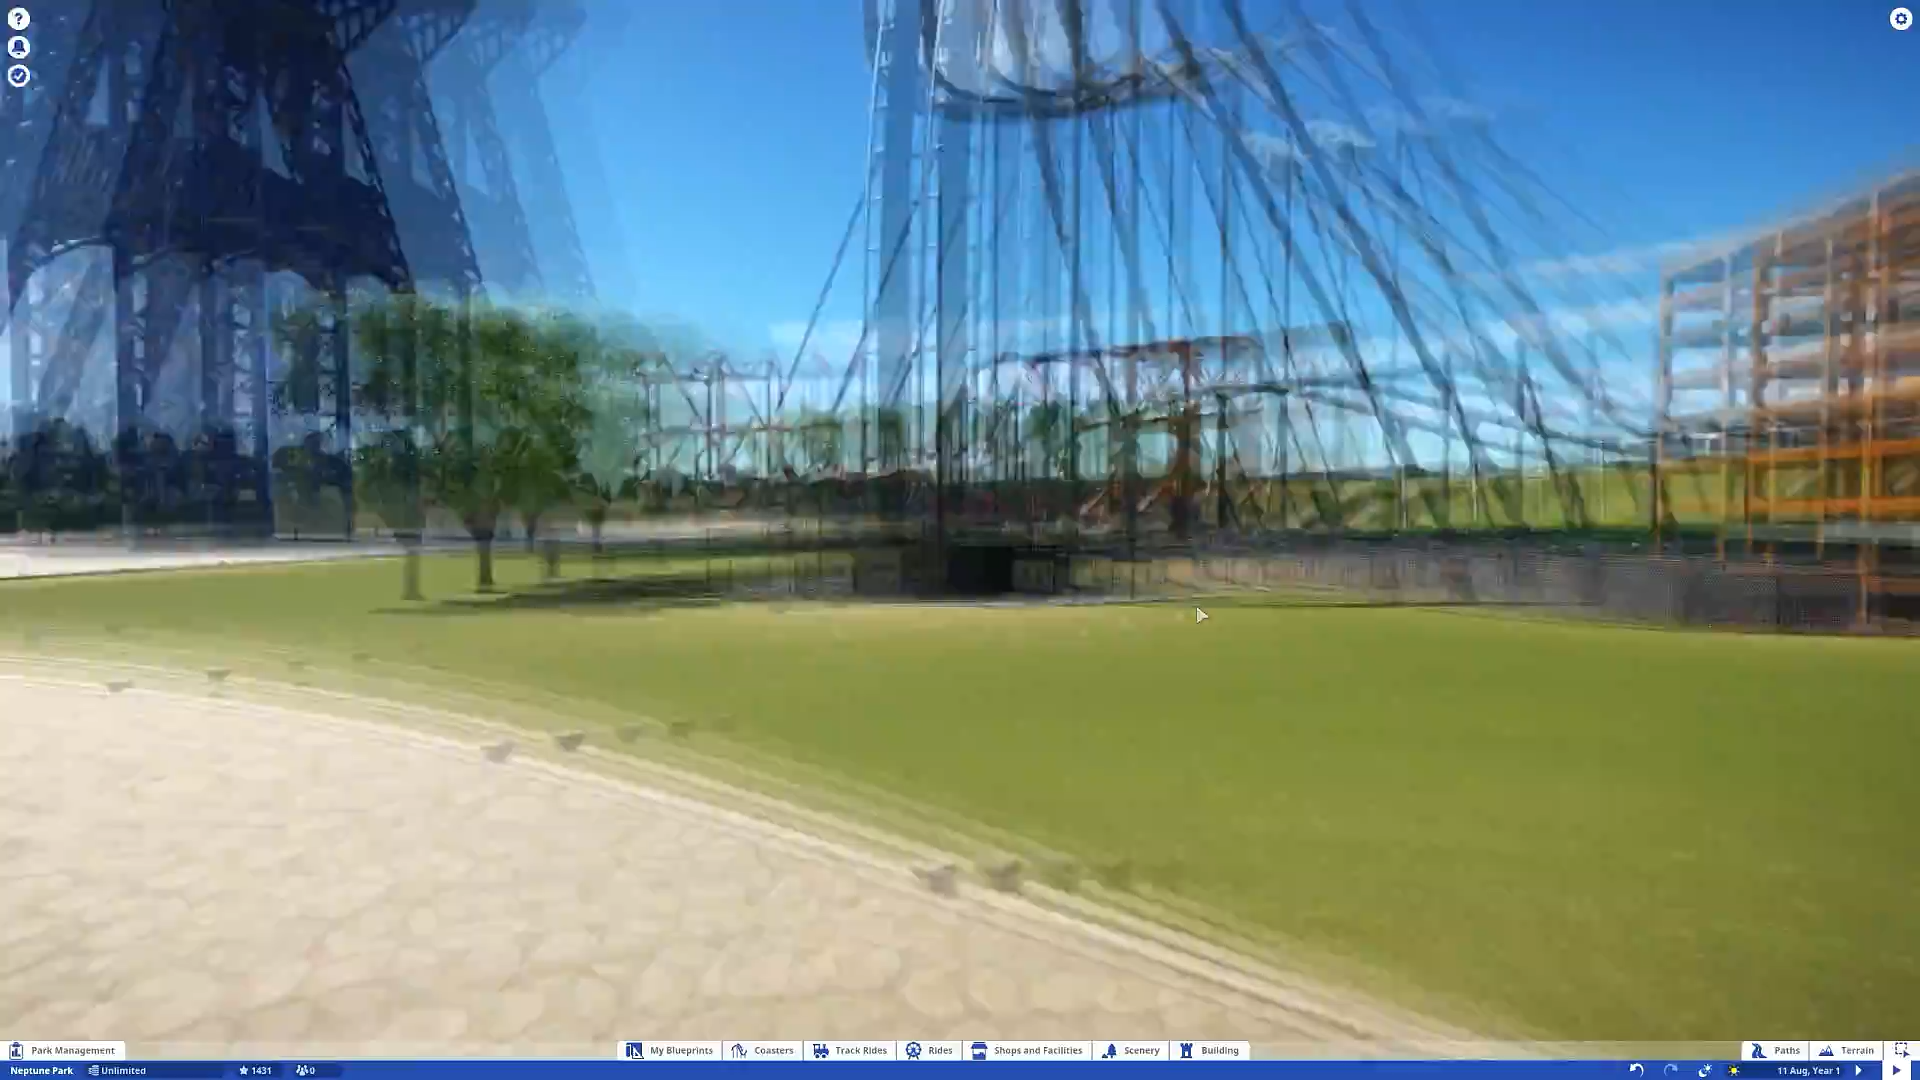 ?
Park Management
My Blueprints
Coasters
Track Rides
Rides
Shops and Facilities
Scenery
Building
Paths
Terrain
Neptune Park
Unlimited
1431
0
11 Aug, Year 1